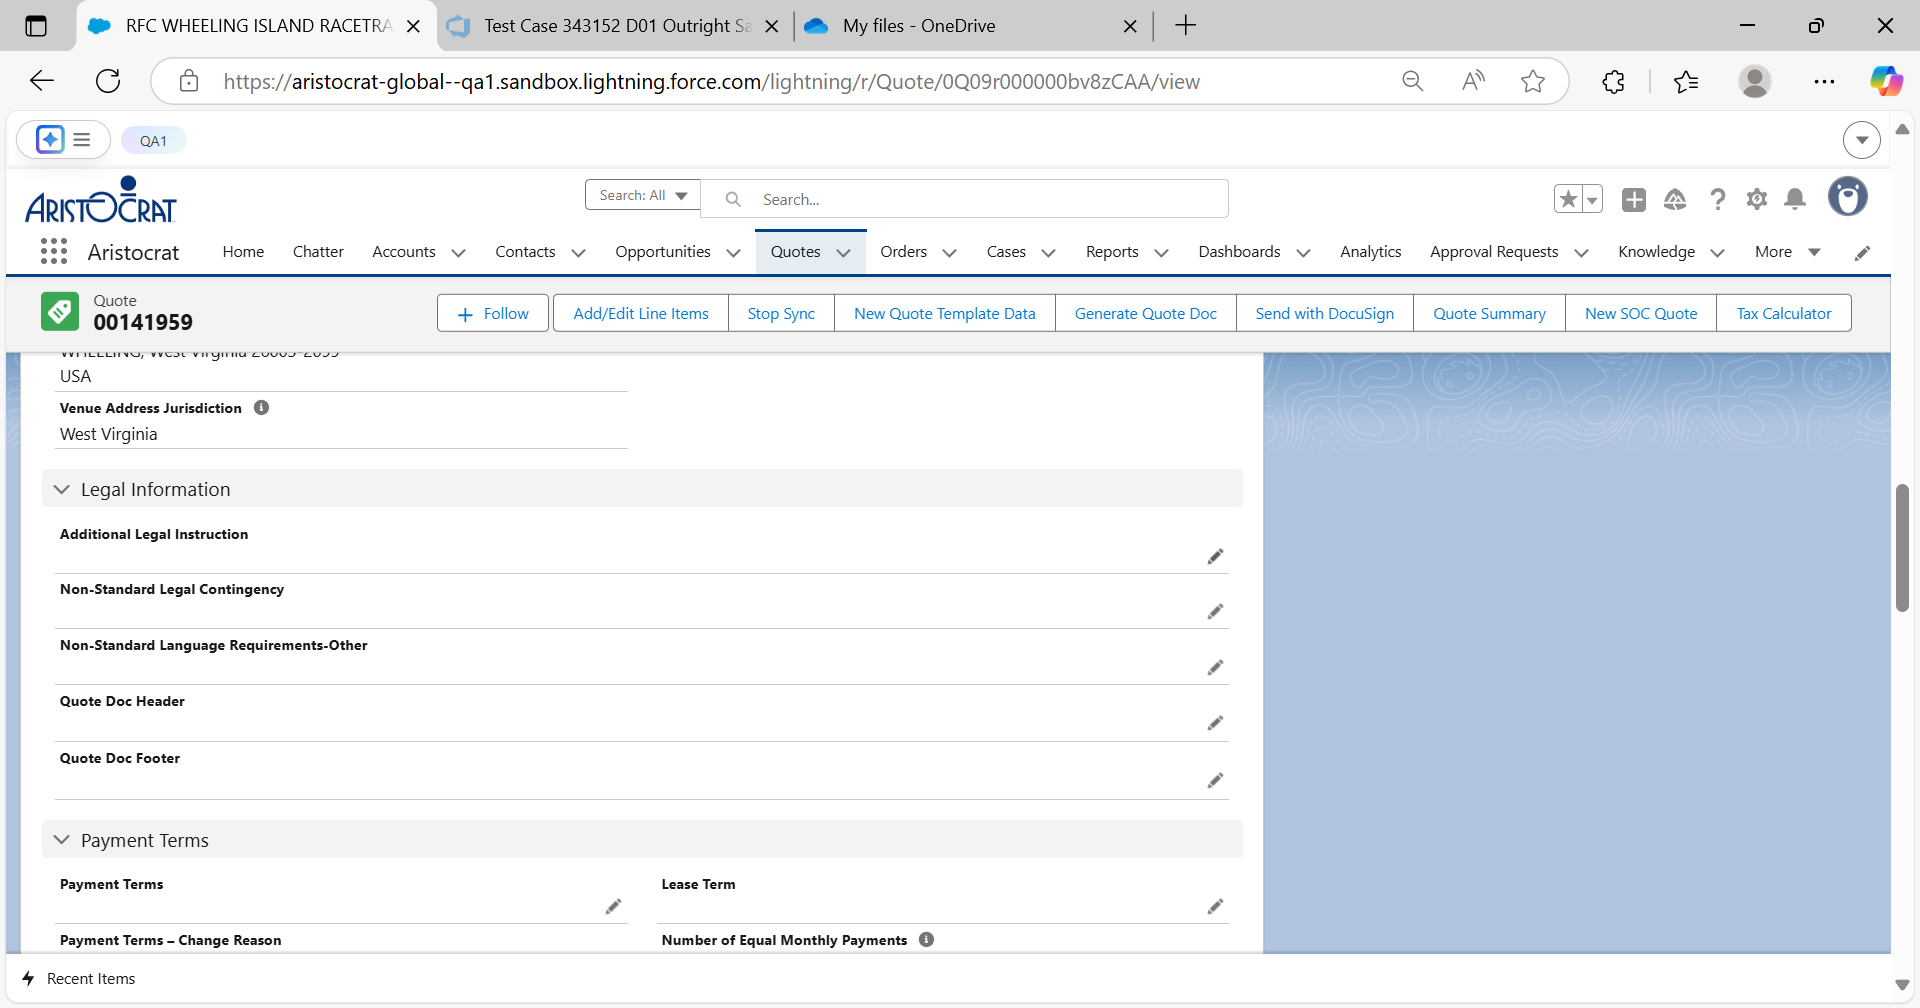 RFC WHEELING ISLAND RACETRA
Test Case 343152 D01 Outright Sa
My files - OneDrive
https://aristocrat-global--qa1.sandbox.lightning.force.com/lightning/r/Quote/0Q09r000000bv8zCAA/view
QA1
ARISTOCRAT
Search: All
Search...
Aristocrat
Home
Chatter
Accounts
Contacts
Opportunities
Quotes
Orders
Cases
Reports
Dashboards
Analytics
Approval Requests
Knowledge
More
Quote
00141959
Follow
Add/Edit Line Items
Stop Sync
New Quote Template Data
Generate Quote Doc
Send with DocuSign
Quote Summary
New SOC Quote
Tax Calculator
WHEELING, West Virginia 26003-2099
USA
Venue Address Jurisdiction
West Virginia
Legal Information
Additional Legal Instruction
Non-Standard Legal Contingency
Non-Standard Language Requirements-Other
Quote Doc Header
Quote Doc Footer
Payment Terms
Payment Terms
Lease Term
Payment Terms – Change Reason
Number of Equal Monthly Payments
Recent Items